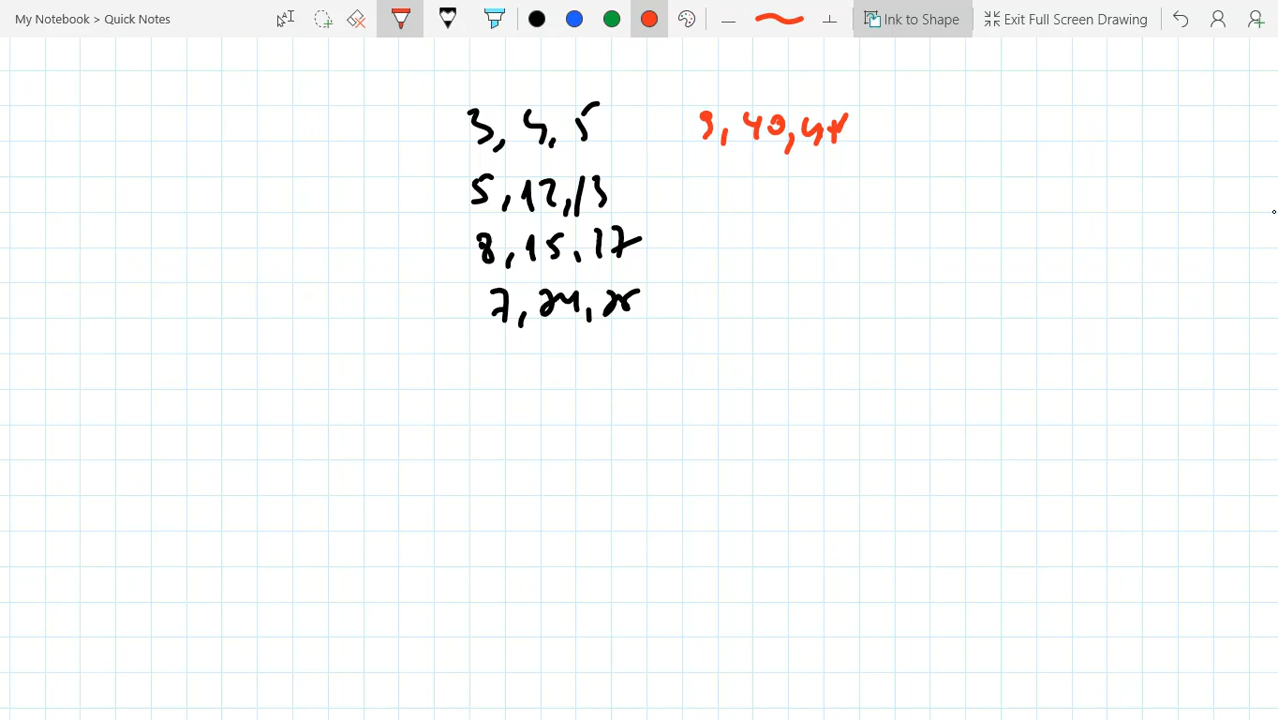 My Notebook > Quick Notes
Ink to Shape
Exit Full Screen Drawing
3, 4, 5
9, 40, 41
5, 12, 13
8, 15, 17
7, 24, 25